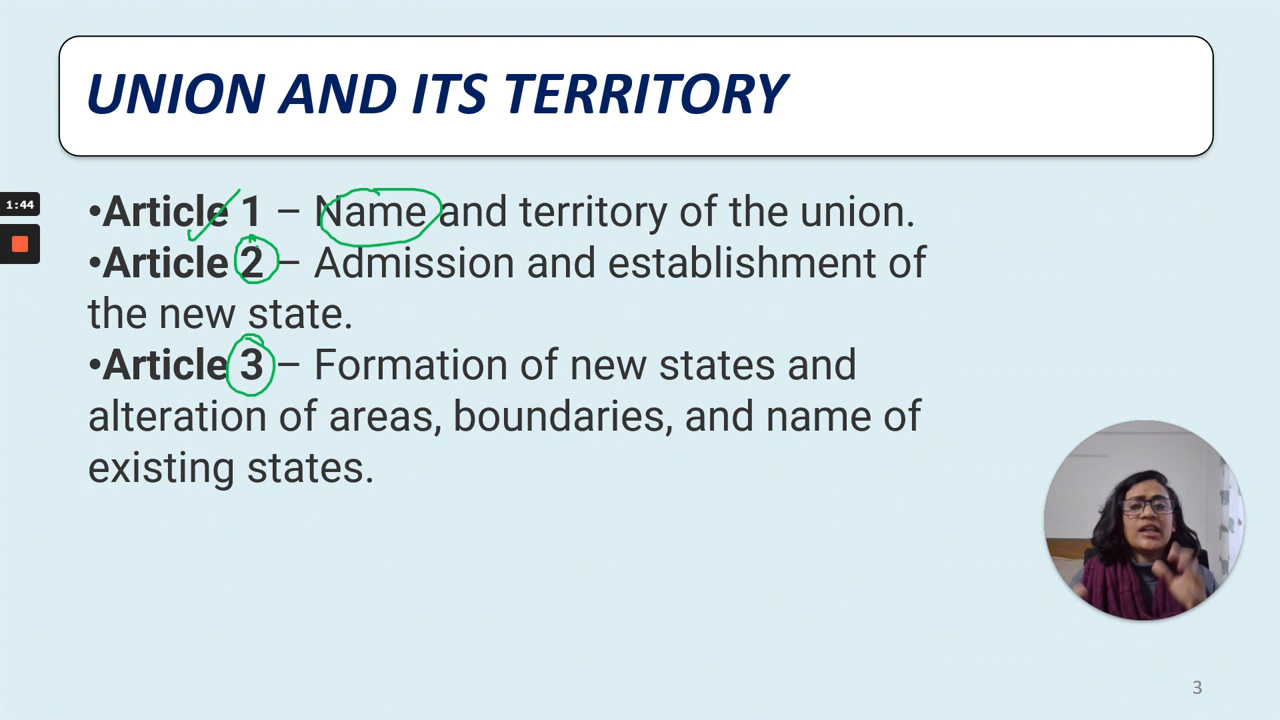 UNION AND ITS TERRITORY
1:44
•Article 1 – Name and territory of the union.
•Article 2 – Admission and establishment of
the new state.
•Article 3 – Formation of new states and
alteration of areas, boundaries, and name of
existing states.
3